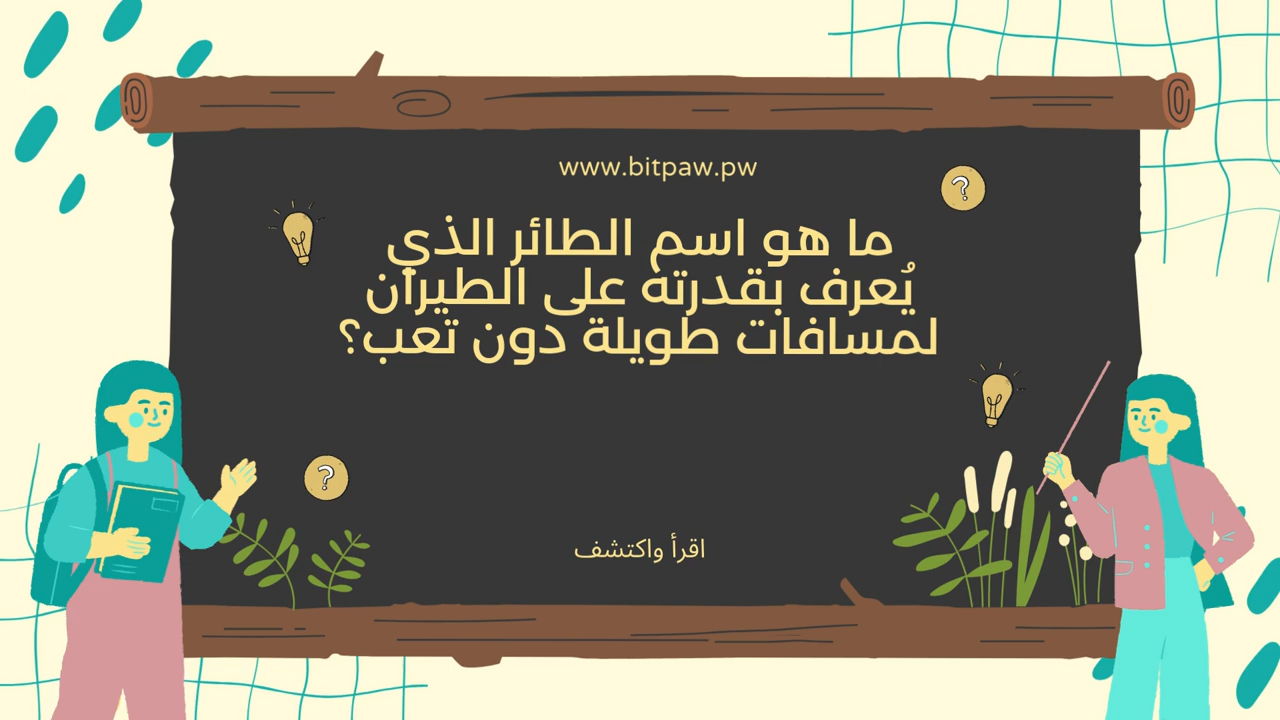 www.bitpaw.pw
ما هو اسم الطائر الذي
يُعرف بقدرته على الطيران
لمسافات طويلة دون تعب؟
اقرأ واكتشف